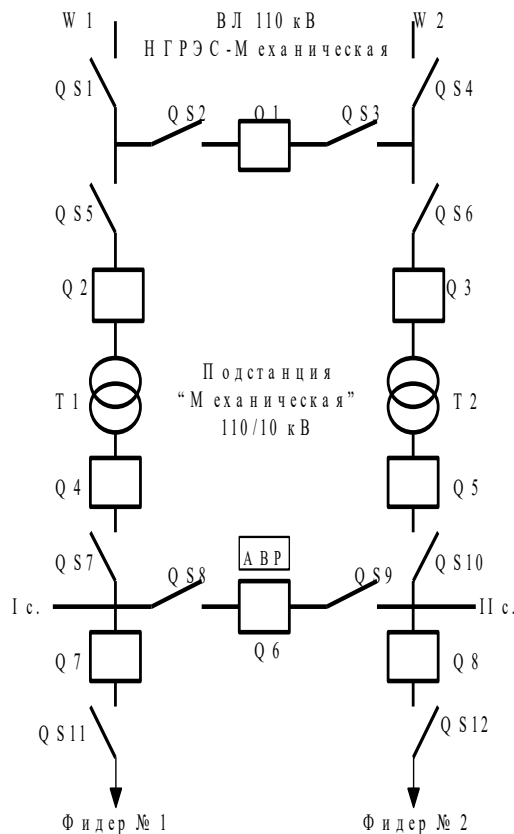 W 1 ВЛ 110 кВ W 2
НГРЭС-Механическая
QS1 QS4
QS2 Q1 QS3
QS5 QS6
Q2 Q3
Подстанция
T1 “Механическая” T2
110/10 кВ
Q4 Q5
АВР
QS7 QS8 QS9 QS10
I с. II с.
Q6
Q7 Q8
QS11 QS12
Фидер № 1 Фидер № 2